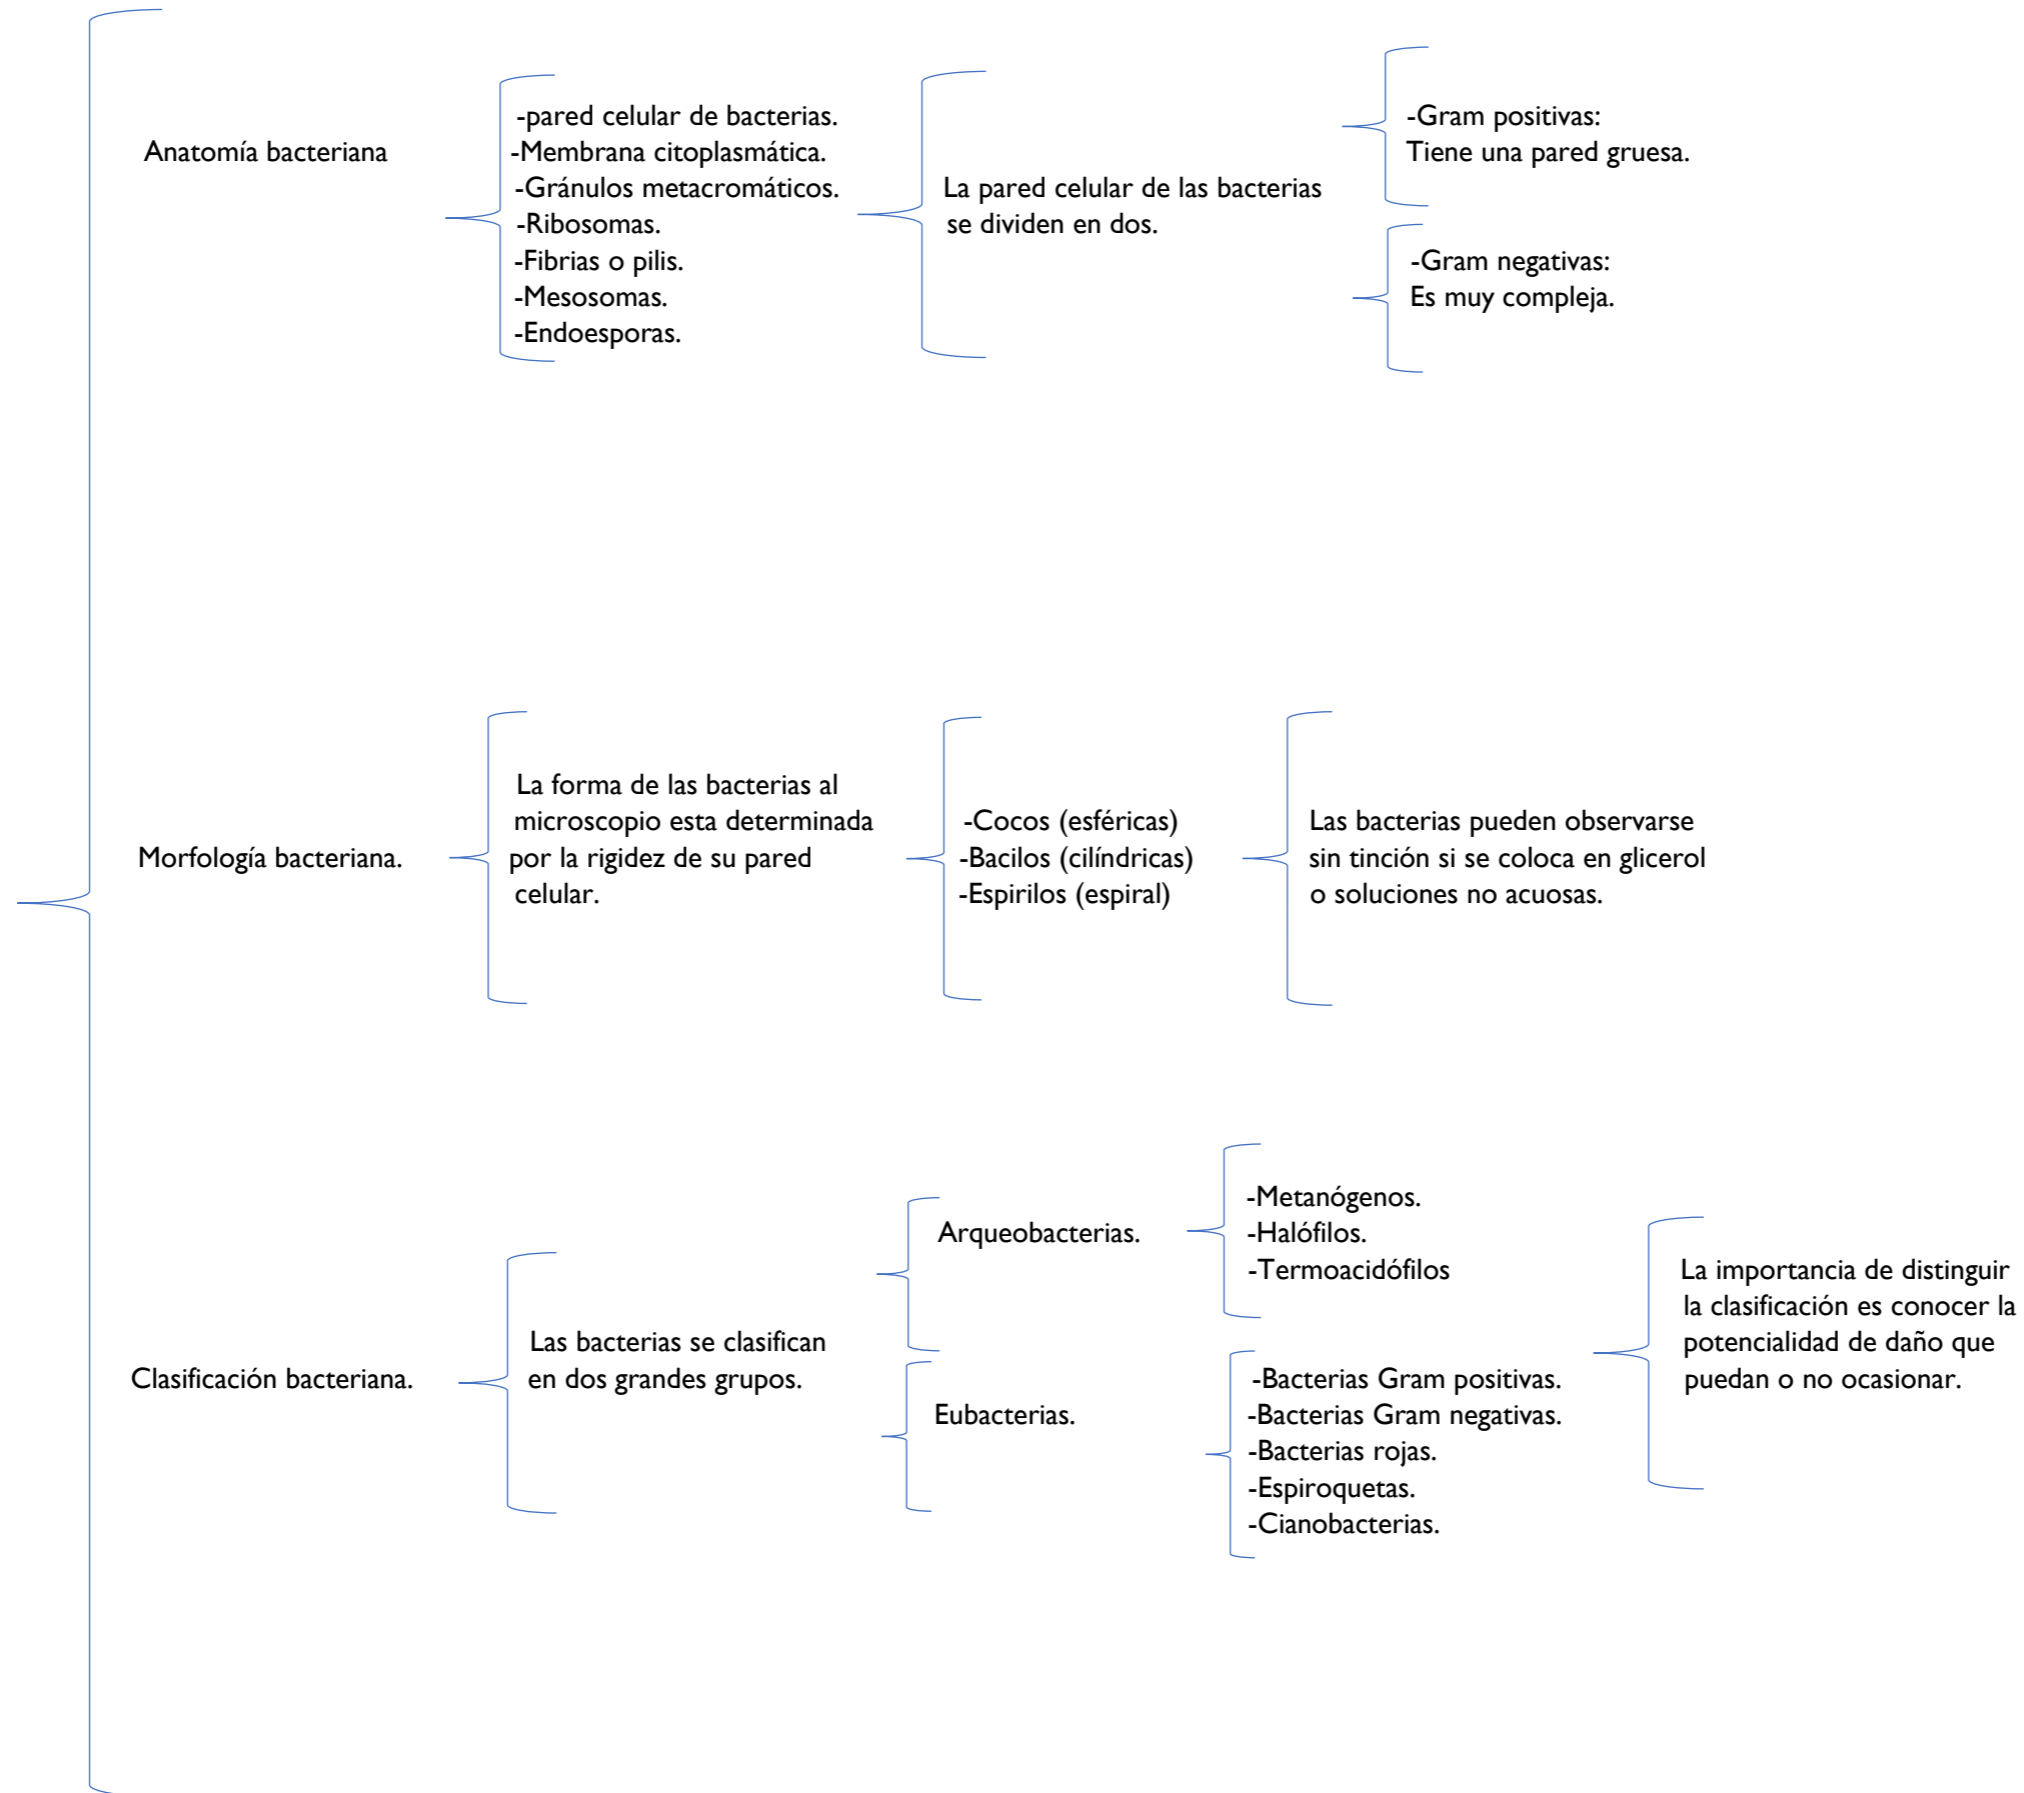 Anatomía bacteriana
-pared celular de bacterias.
-Membrana citoplasmática.
-Gránulos metacromáticos.
-Ribosomas.
-Fibrias o pilis.
-Mesosomas.
-Endoesporas.
La pared celular de las bacterias
se dividen en dos.
-Gram positivas:
Tiene una pared gruesa.
-Gram negativas:
Es muy compleja.
Morfología bacteriana.
La forma de las bacterias al
microscopio esta determinada
por la rigidez de su pared
celular.
-Cocos (esféricas)
-Bacilos (cilíndricas)
-Espirilos (espiral)
Las bacterias pueden observarse
sin tinción si se coloca en glicerol
o soluciones no acuosas.
Clasificación bacteriana.
Las bacterias se clasifican
en dos grandes grupos.
Arqueobacterias.
-Metanógenos.
-Halófilos.
-Termoacidófilos
Eubacterias.
-Bacterias Gram positivas.
-Bacterias Gram negativas.
-Bacterias rojas.
-Espiroquetas.
-Cianobacterias.
La importancia de distinguir
la clasificación es conocer la
potencialidad de daño que
puedan o no ocasionar.